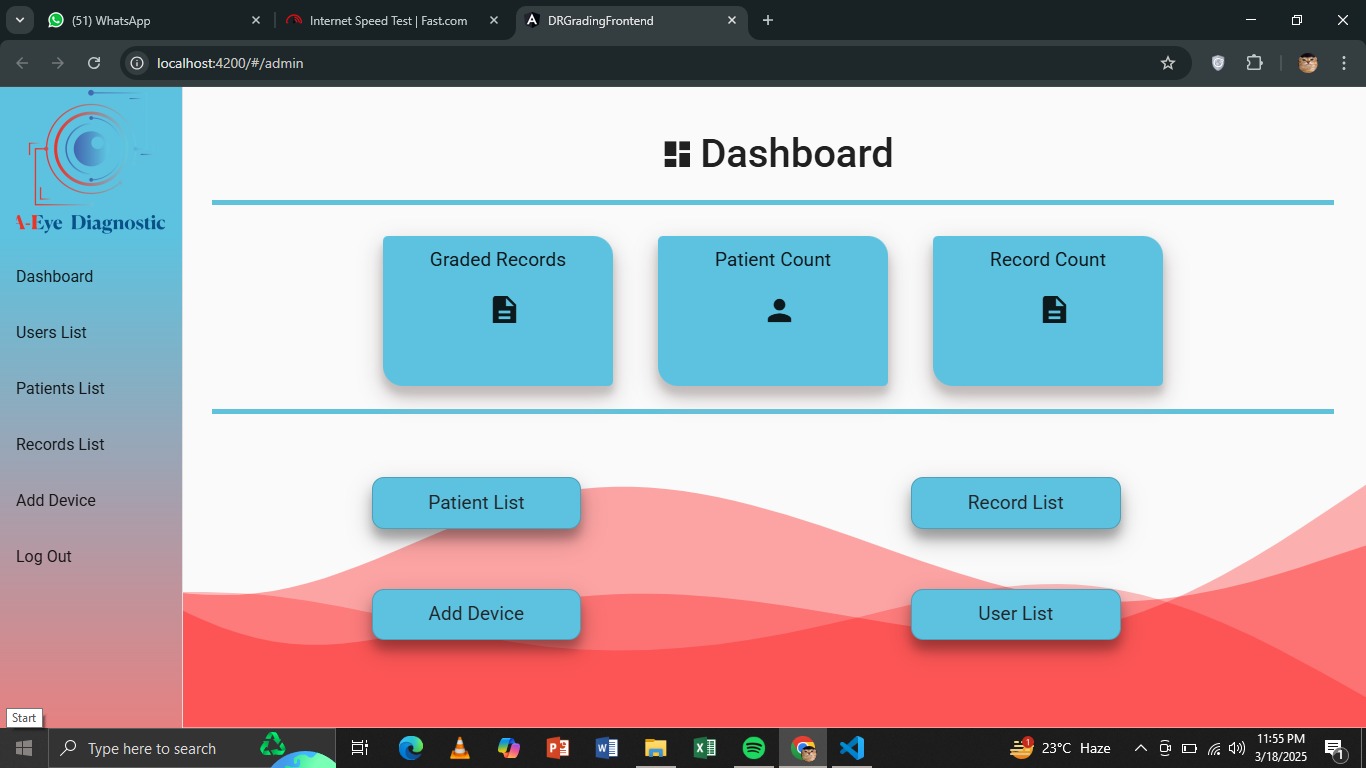 (51) WhatsApp
Internet Speed Test | Fast.com
DRGradingFrontend
localhost:4200/#/admin
A-Eye Diagnostic
Dashboard
Users List
Patients List
Records List
Add Device
Log Out
Dashboard
Graded Records
Patient Count
Record Count
Patient List
Record List
Add Device
User List
Start
Type here to search
1
23°C Haze
11:55 PM
3/18/2025
1